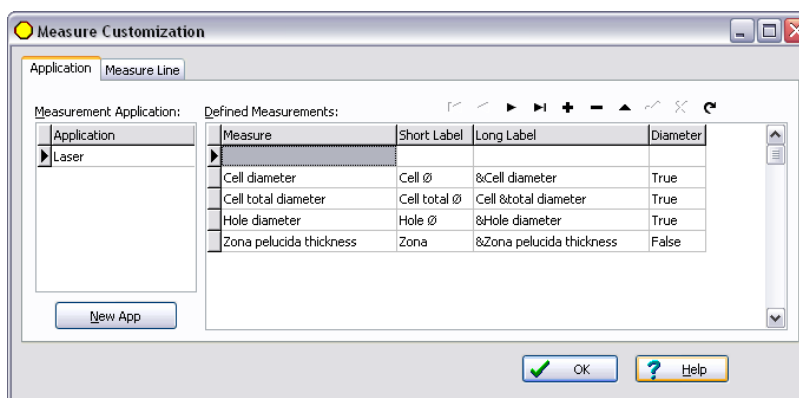 Measure Customization
Application Measure Line
Measurement Application: Defined Measurements:
Application Measure Short Label Long Label Diameter
Laser
Cell diameter Cell Ø &Cell diameter True
Cell total diameter Cell total Ø Cell &total diameter True
Hole diameter Hole Ø &Hole diameter True
Zona pelucida thickness Zona &Zona pelucida thickness False
New App
OK Help